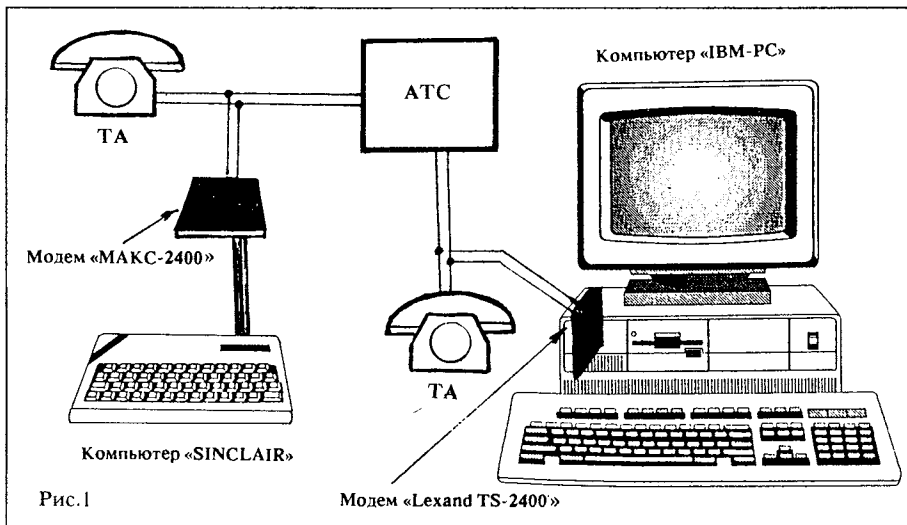 Компьютер «IBM-PC»
АТС
ТА
Модем «МАКС-2400»
ТА
Компьютер «SINCLAIR»
Рис.1
Модем «Lexand TS-2400»